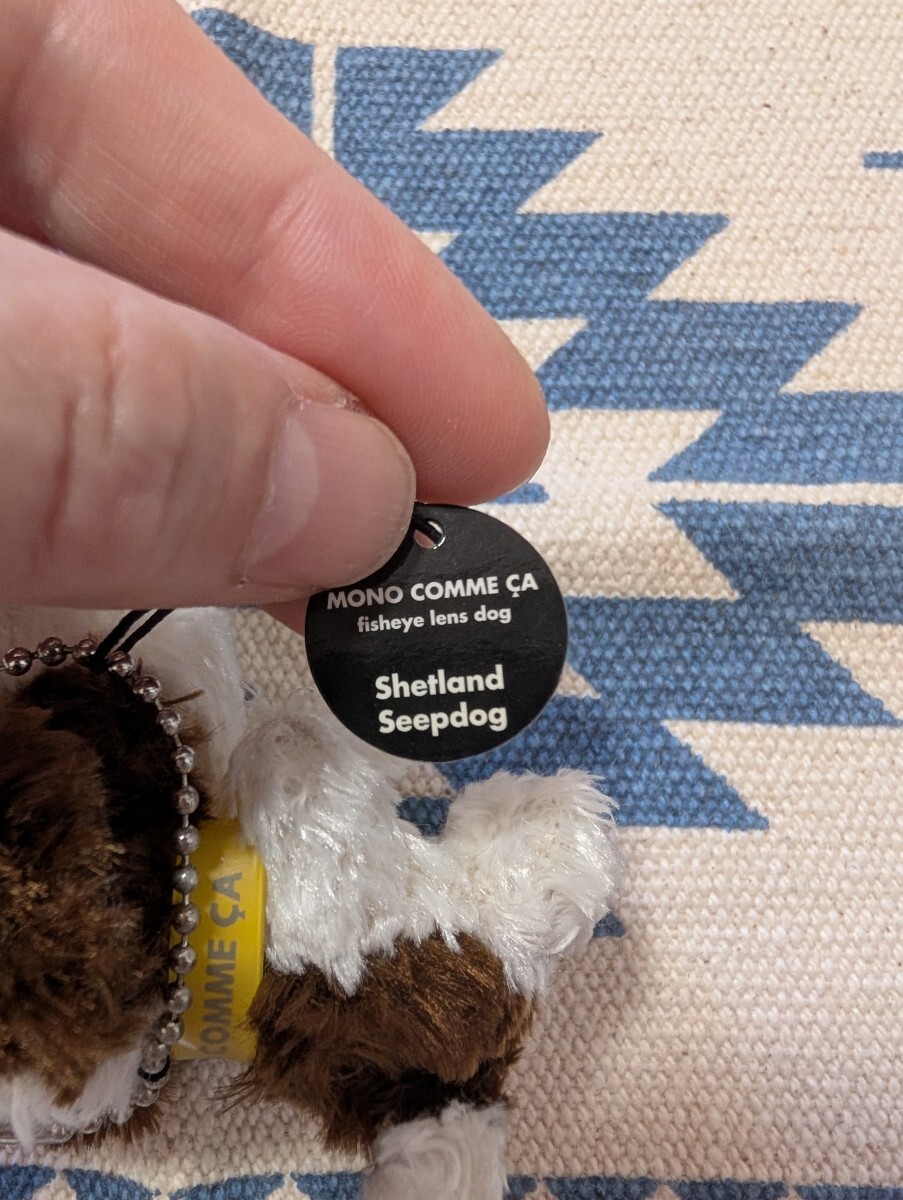 MONO COMME ÇA
fisheye lens dog
Shetland
Seepdog
COMME ÇA